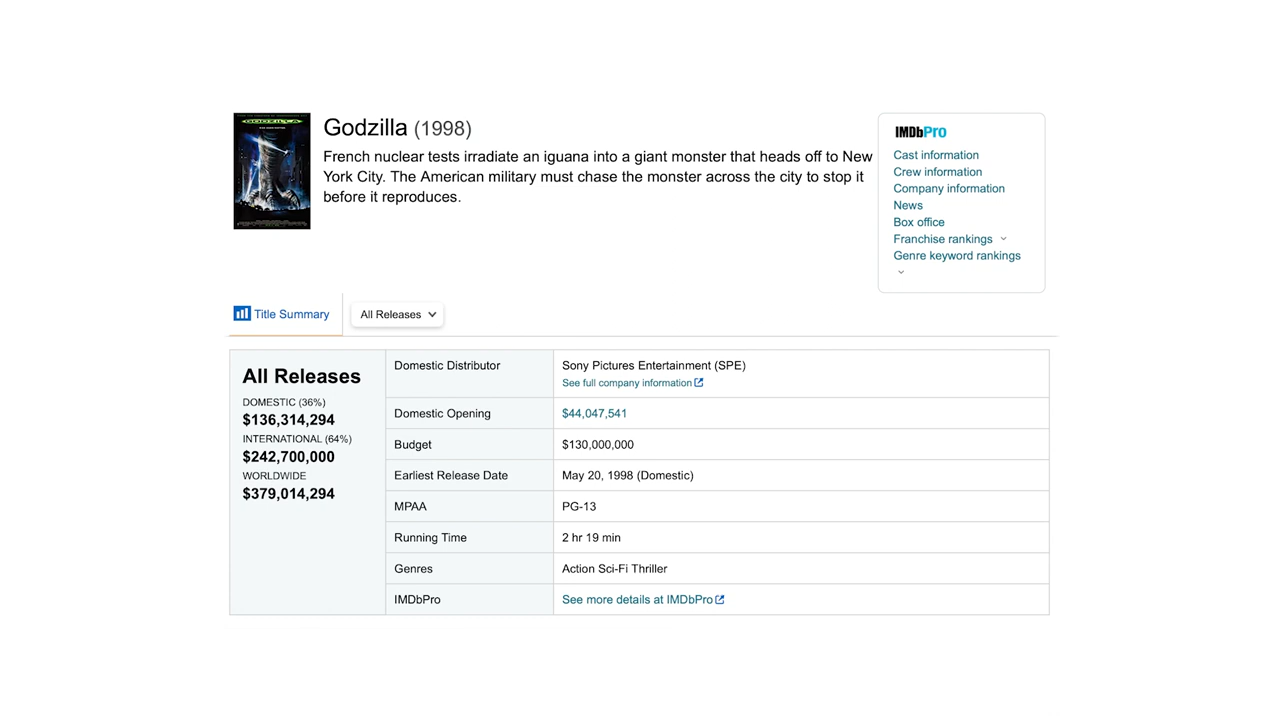 GODZILLA
Godzilla (1998)
French nuclear tests irradiate an iguana into a giant monster that heads off to New
York City. The American military must chase the monster across the city to stop it
before it reproduces.
IMDbPro
Cast information
Crew information
Company information
News
Box office
Franchise rankings
Genre keyword rankings
Title Summary
All Releases
All Releases
DOMESTIC (36%)
$136,314,294
INTERNATIONAL (64%)
$242,700,000
WORLDWIDE
$379,014,294
Domestic Distributor
Sony Pictures Entertainment (SPE)
See full company information
Domestic Opening
$44,047,541
Budget
$130,000,000
Earliest Release Date
May 20, 1998 (Domestic)
MPAA
PG-13
Running Time
2 hr 19 min
Genres
Action Sci-Fi Thriller
IMDbPro
See more details at IMDbPro